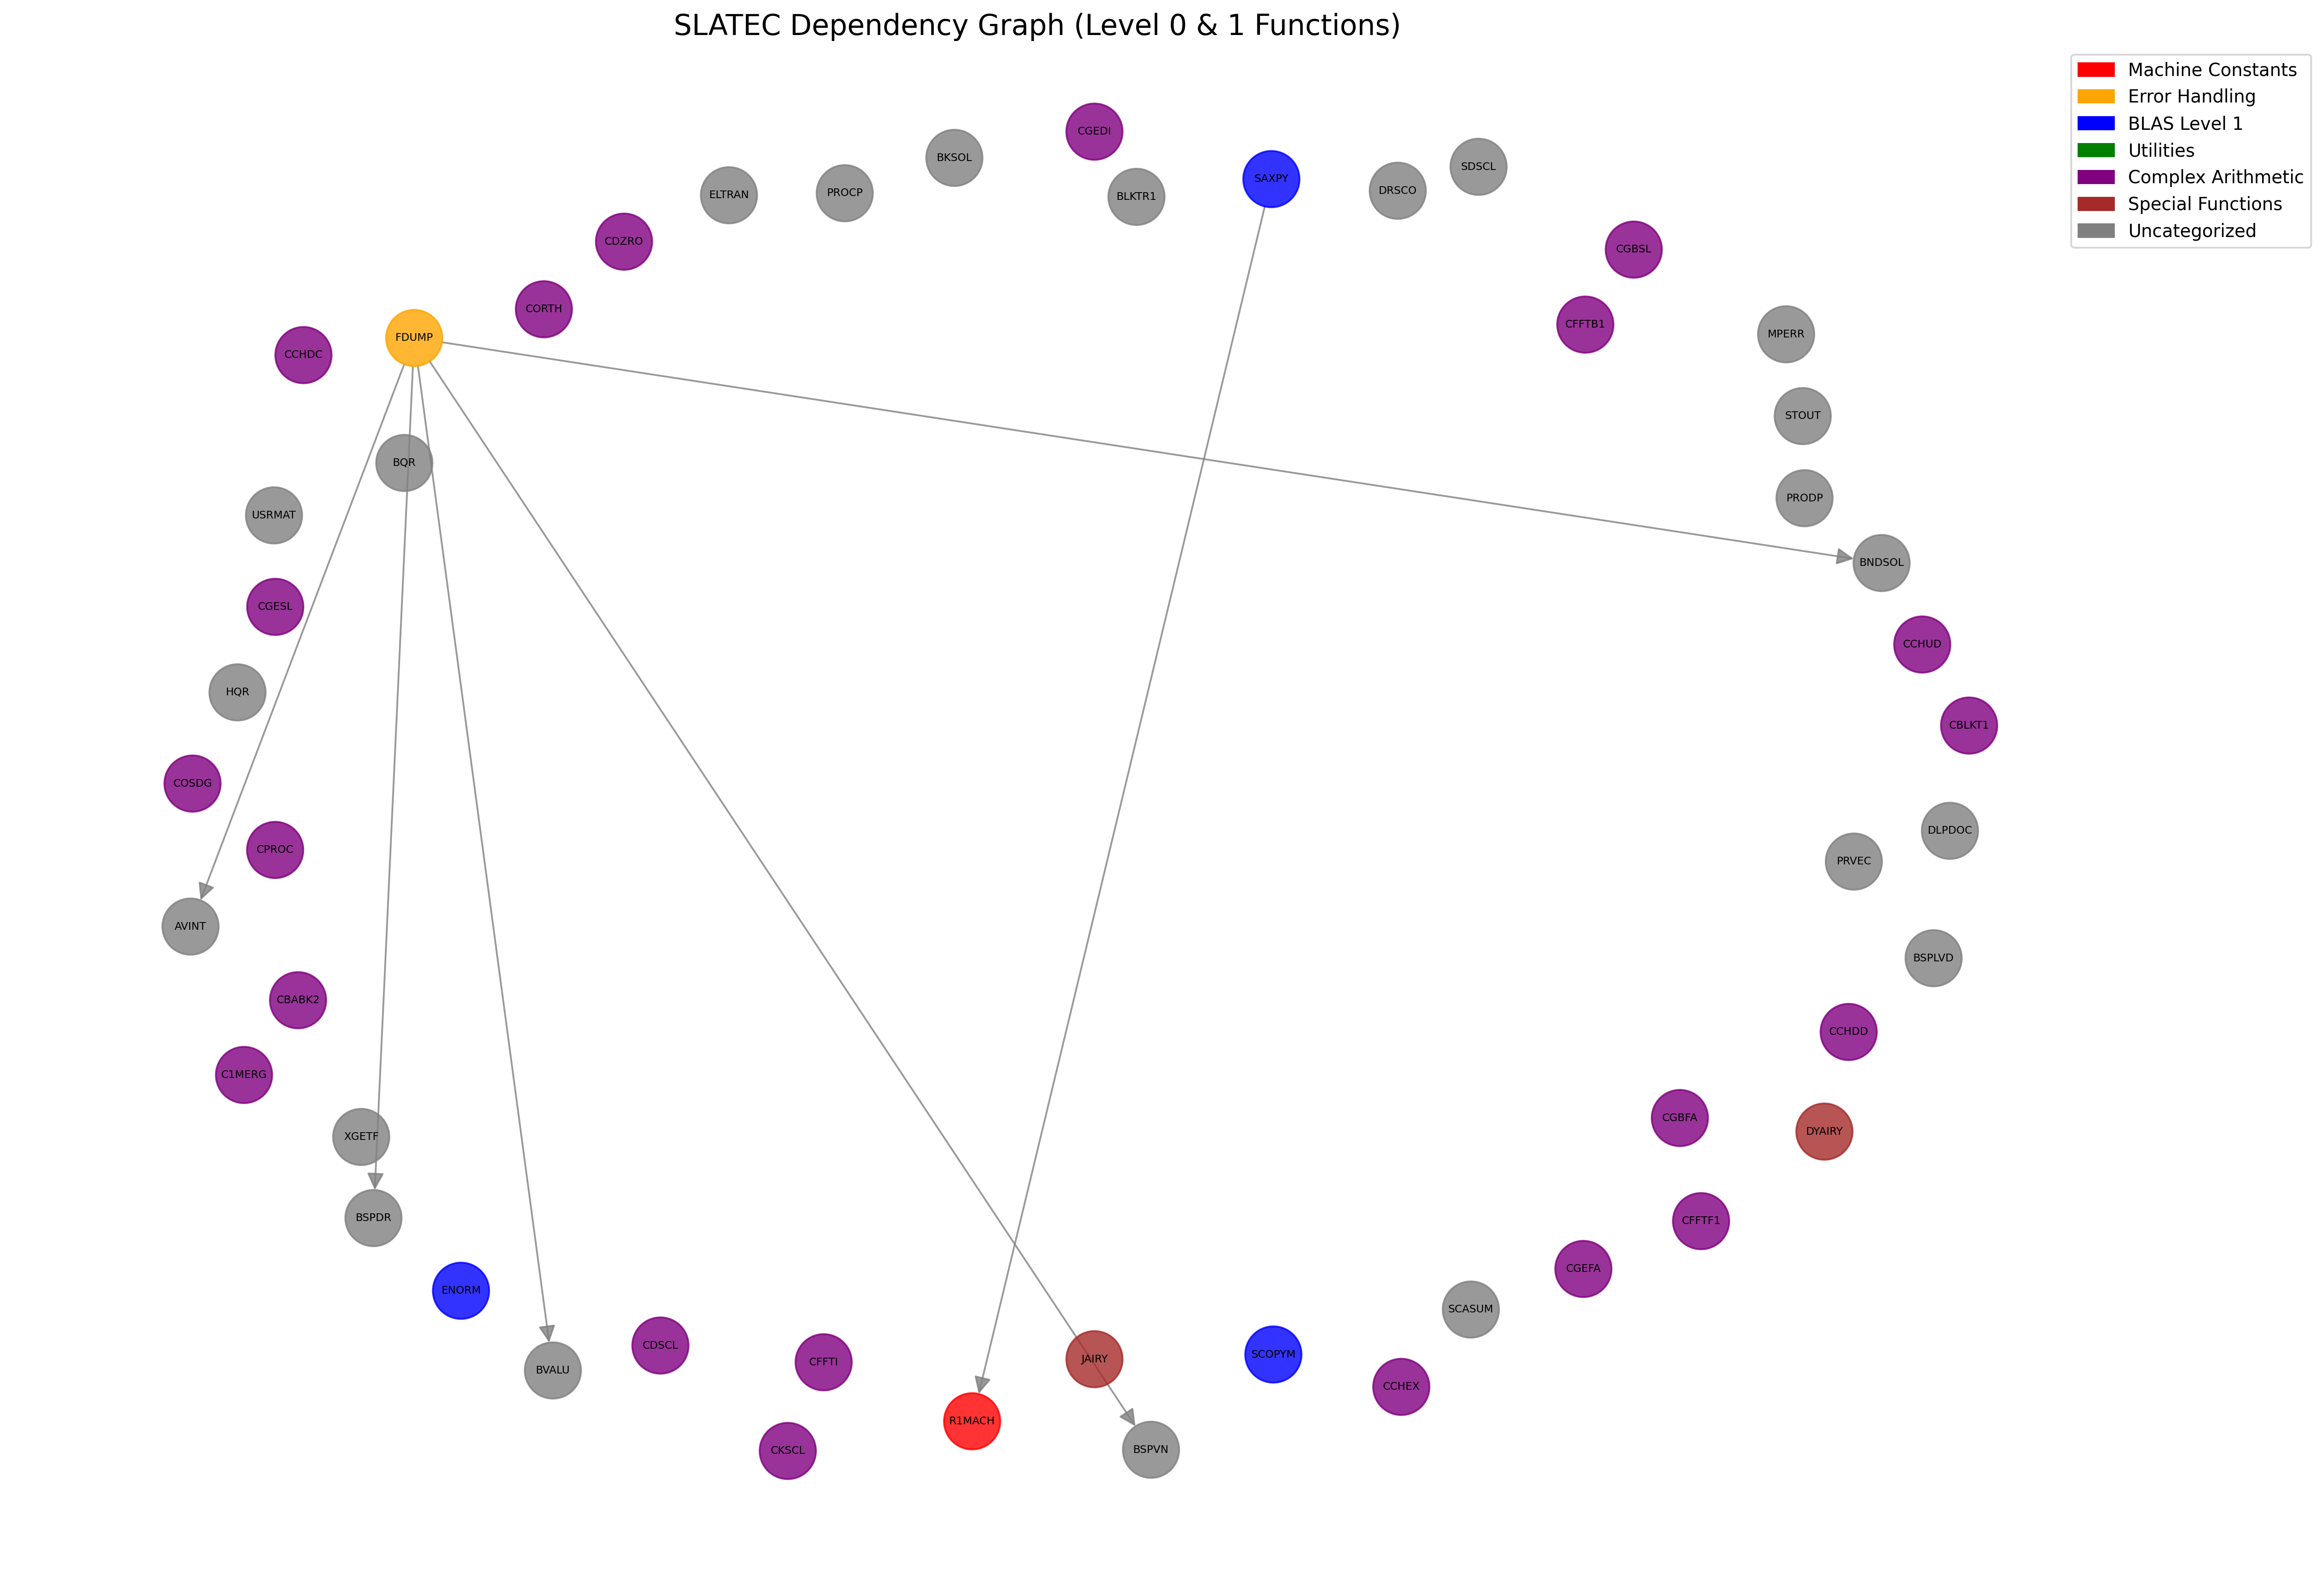 SLATEC Dependency Graph (Level 0 & 1 Functions)
Machine Constants
Error Handling
BLAS Level 1
Utilities
Complex Arithmetic
Special Functions
Uncategorized
CGEDI
BKSOL
SDSCL
SAXPY
DRSCO
PROCP
ELTRAN
BLKTR1
CDZRO
CGBSL
CORTH
CFFTB1
MPERR
FDUMP
CCHDC
STOUT
BQR
PRODP
USRMAT
BNDSOL
CGESL
CCHUD
HQR
CBLKT1
COSDG
DLPDOC
CPROC
PRVEC
AVINT
BSPLVD
CBABK2
CCHDD
C1MERG
CGBFA
DYAIRY
XGETF
BSPDR
CFFTF1
CGEFA
ENORM
SCASUM
CDSCL
SCOPYM
JAIRY
CFFTI
BVALU
CCHEX
R1MACH
BSPVN
CKSCL